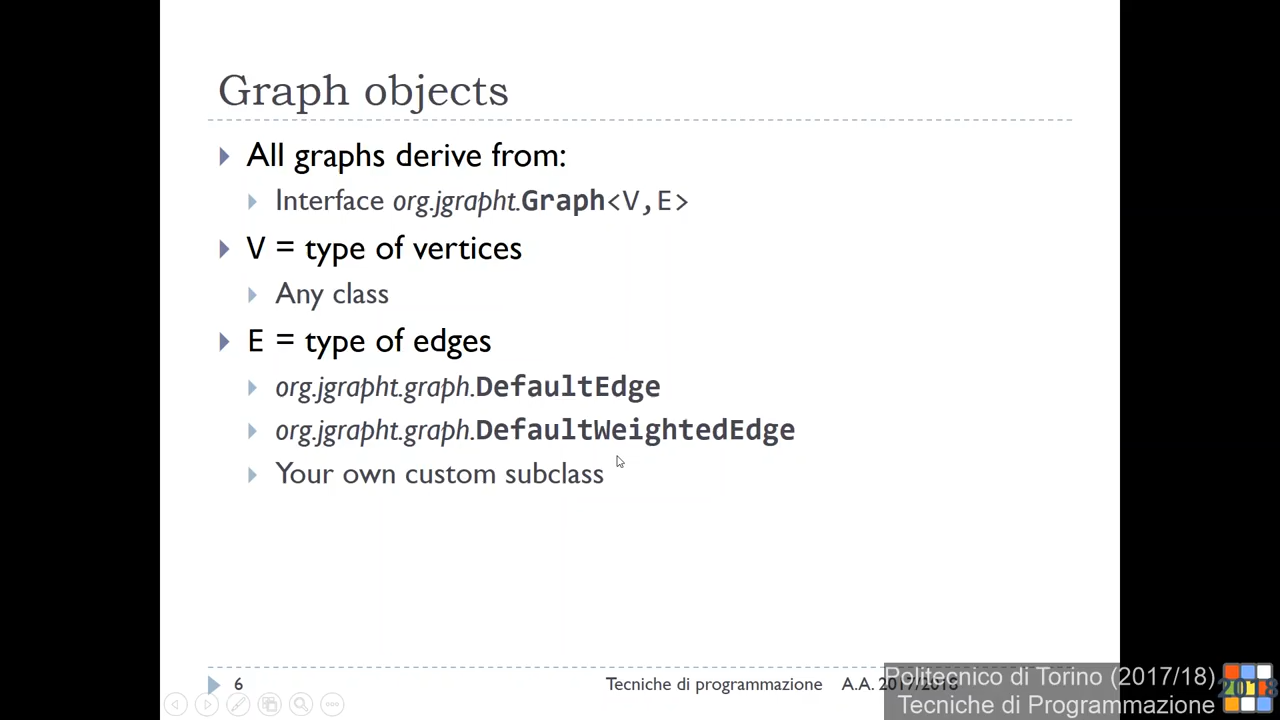 Graph objects
All graphs derive from:
Interface org.jgrapht.Graph<V,E>
V = type of vertices
Any class
E = type of edges
org.jgrapht.graph.DefaultEdge
org.jgrapht.graph.DefaultWeightedEdge
Your own custom subclass
6
Tecniche di programmazione A.A. 2017/2018
Politecnico di Torino (2017/18)
Tecniche di Programmazione
2018